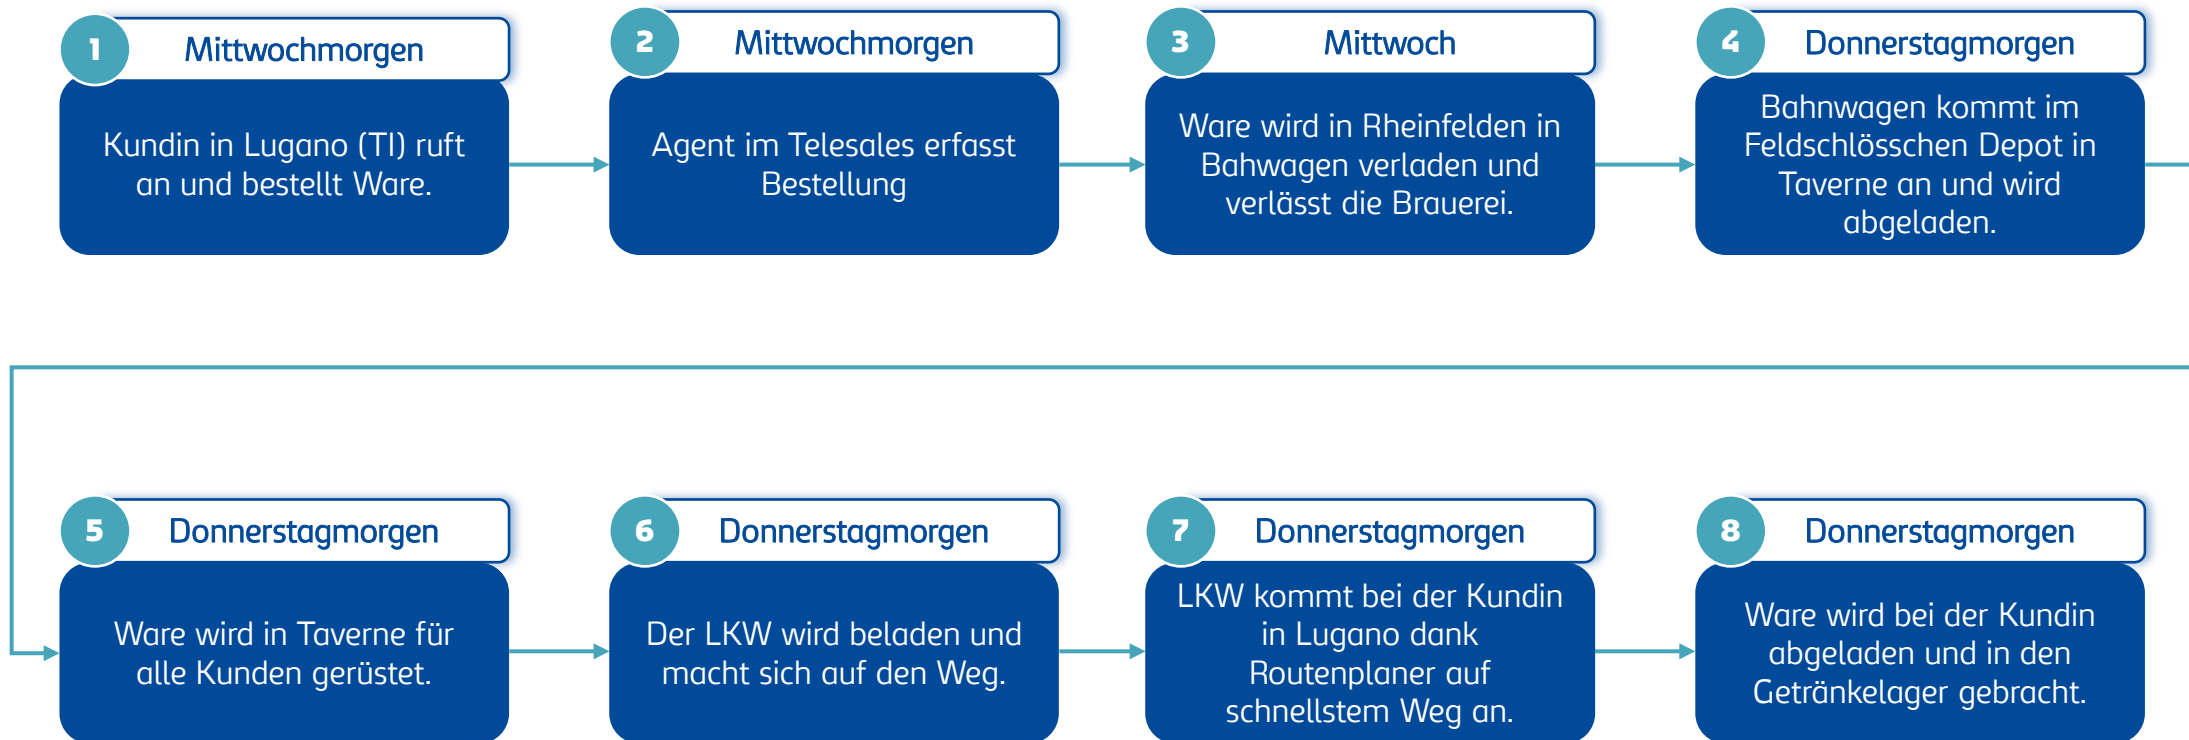 1
Mittwochmorgen
Kundin in Lugano (TI) ruft
an und bestellt Ware.
2
Mittwochmorgen
Agent im Telesales erfasst
Bestellung
3
Mittwoch
Ware wird in Rheinfelden in
Bahwagen verladen und
verlässt die Brauerei.
4
Donnerstagmorgen
Bahnwagen kommt im
Feldschlösschen Depot in
Taverne an und wird
abgeladen.
5
Donnerstagmorgen
Ware wird in Taverne für
alle Kunden gerüstet.
6
Donnerstagmorgen
Der LKW wird beladen und
macht sich auf den Weg.
7
Donnerstagmorgen
LKW kommt bei der Kundin
in Lugano dank
Routenplaner auf
schnellstem Weg an.
8
Donnerstagmorgen
Ware wird bei der Kundin
abgeladen und in den
Getränkelager gebracht.